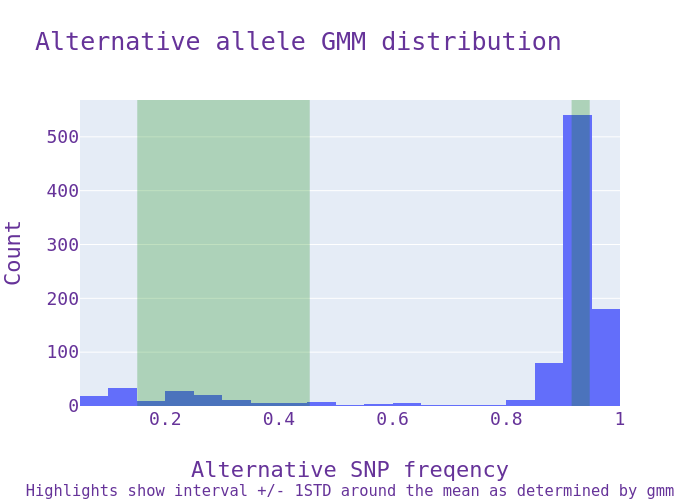 Alternative allele GMM distribution
500
400
300
200
100
0
Count
0.2 0.4 0.6 0.8 1
Alternative SNP freqency
Highlights show interval +/- 1STD around the mean as determined by gmm